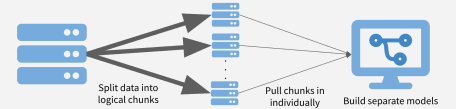 Split data into
logical chunks
Pull chunks in
individually
Build separate models